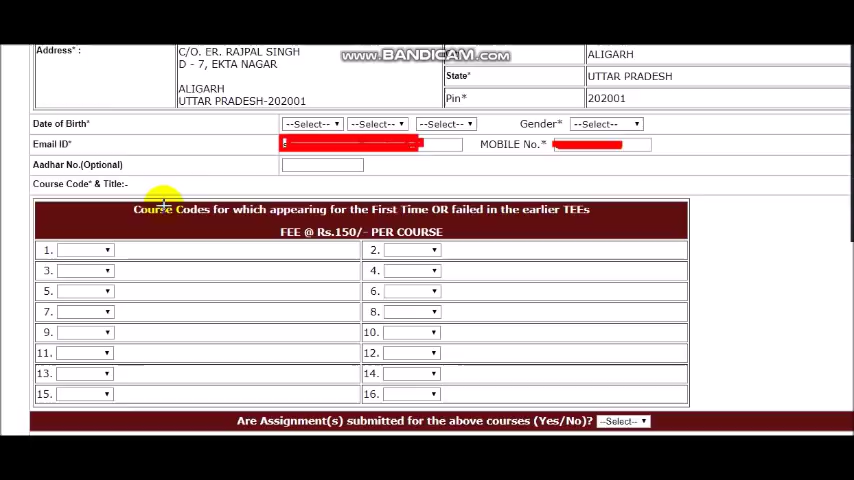 Address* :
C/O. ER. RAJPAL SINGH
D - 7, EKTA NAGAR
ALIGARH
UTTAR PRADESH-202001
www.BANDICAM.com
ALIGARH
State*
UTTAR PRADESH
Pin*
202001
Date of Birth*
--Select-- --Select-- --Select--
Gender*
--Select--
Email ID*
MOBILE No.*
Aadhar No.(Optional)
Course Code* & Title:-
Course Codes for which appearing for the First Time OR failed in the earlier TEEs
FEE @ Rs.150/- PER COURSE
1. 2.
3. 4.
5. 6.
7. 8.
9. 10.
11. 12.
13. 14.
15. 16.
Are Assignment(s) submitted for the above courses (Yes/No)? --Select--